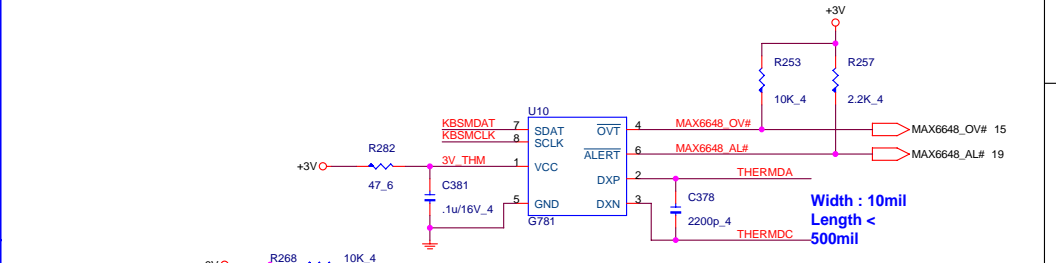 +3V
R253
R257
10K_4
2.2K_4
U10
KBSMDAT 7 SDAT OVT 4 MAX6648_OV# MAX6648_OV# 15
KBSMCLK 8 SCLK
R282
ALERT 6 MAX6648_AL# MAX6648_AL# 19
+3V 3V_THM 1 VCC
47_6
C381
DXP 2 THERMDA
.1u/16V_4
C378
5 GND DXN 3
2200p_4
G781
THERMDC
Width : 10mil
Length <
500mil
R268 10K_4